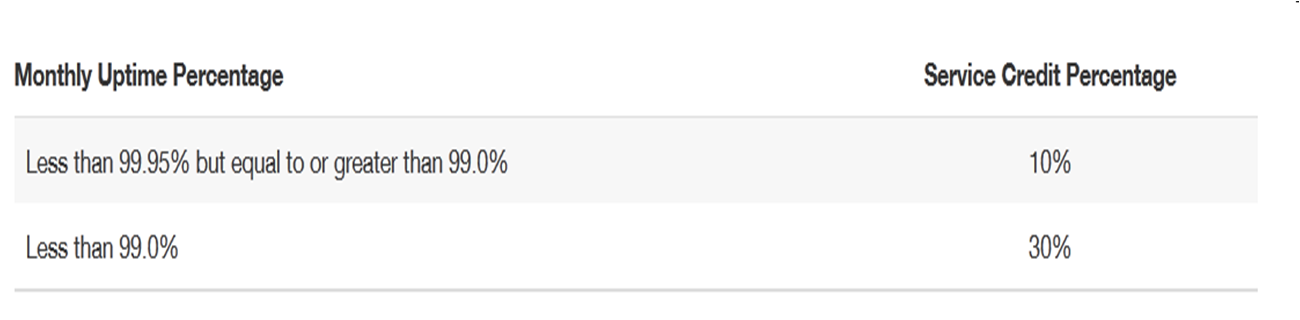 Monthly Uptime Percentage Service Credit Percentage
Less than 99.95% but equal to or greater than 99.0% 10%
Less than 99.0% 30%